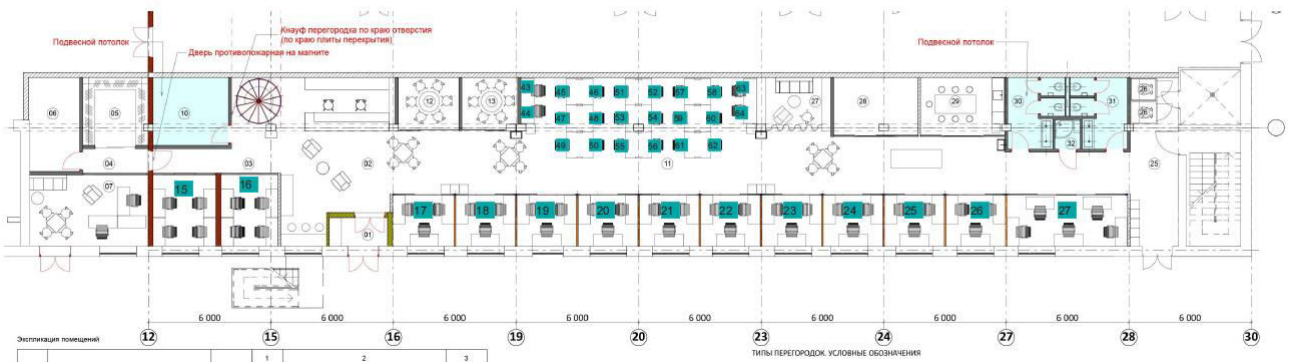 Кнауф перегородка по краю отверстия
(по краю плиты перекрытия)
Подвесной потолок
Дверь противопожарная на магните
Подвесной потолок
06
05
10
12
13
43
44
45 46 51 52 57 58 63
47 48 53 54 59 60 64
49 50 55 56 61 62
27
28
29
30
31
32
26
26
04
03
02
11
25
07
15
16
01
17 18 19 20 21 22 23 24 25 26 27
6 000 6 000 6 000 6 000 6 000 6 000 6 000 6 000 6 000
12 15 16 19 20 23 24 27 28 30
Экспликация помещений
ТИПЫ ПЕРЕГОРОДОК. УСЛОВНЫЕ ОБОЗНАЧЕНИЯ
1 2 3